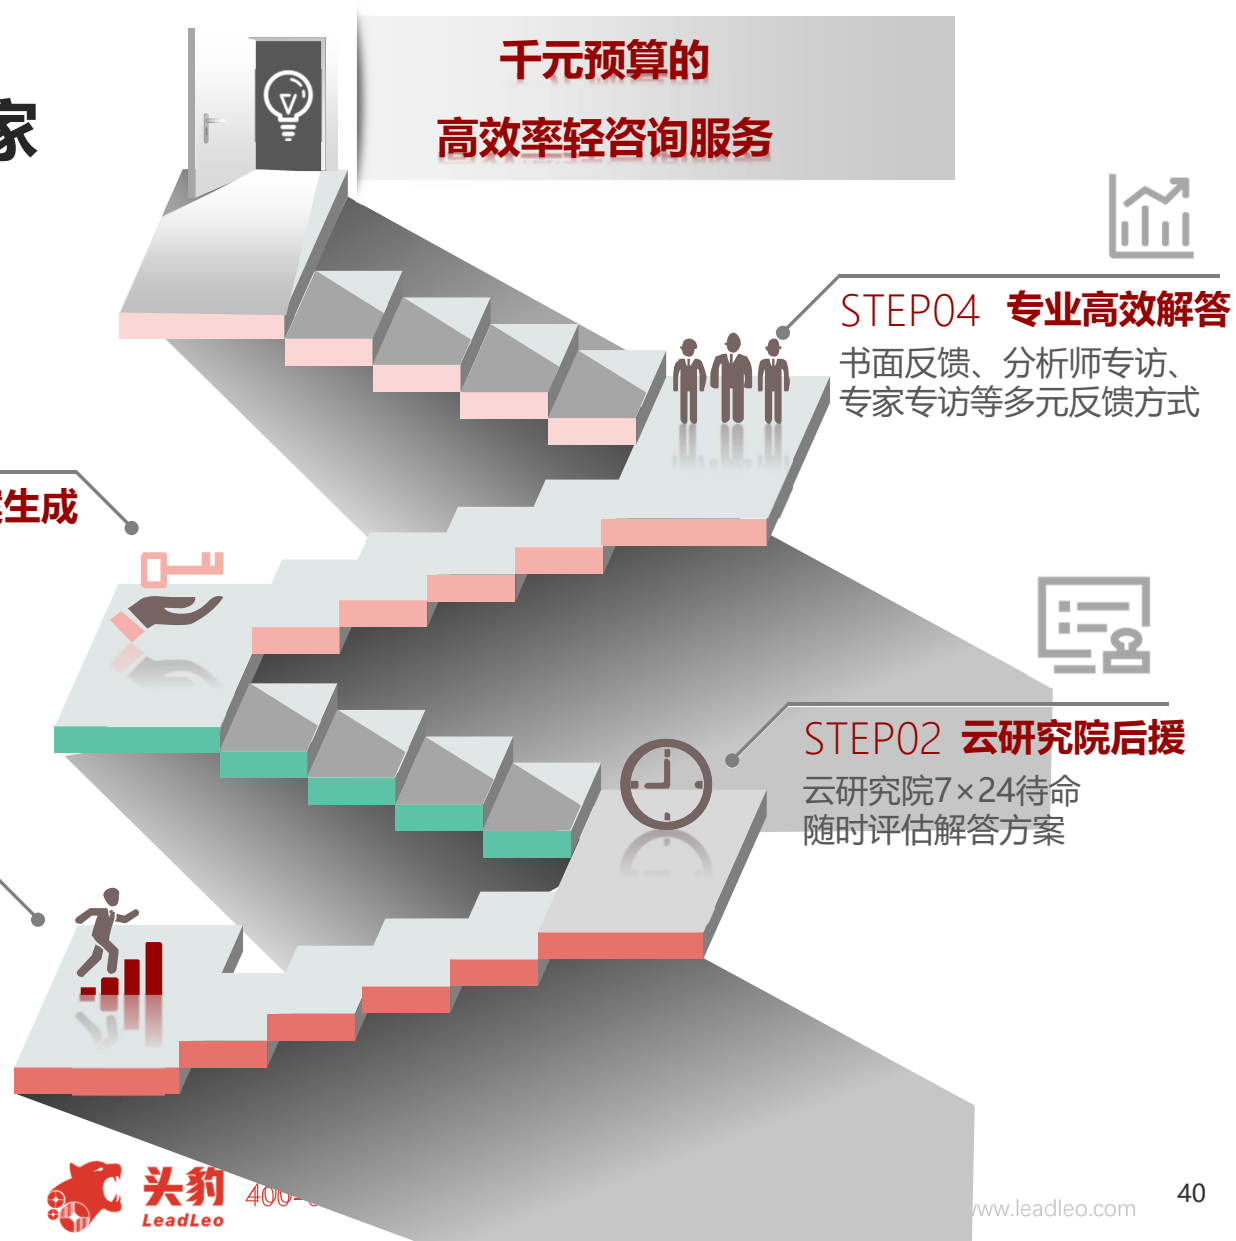 千元预算的
高效率轻咨询服务
家
STEP04 专业高效解答
书面反馈、分析师专访、
专家专访等多元反馈方式
生成
STEP02 云研究院后援
云研究院7×24待命
随时评估解答方案
头豹
LeadLeo
400-
www.leadleo.com
40